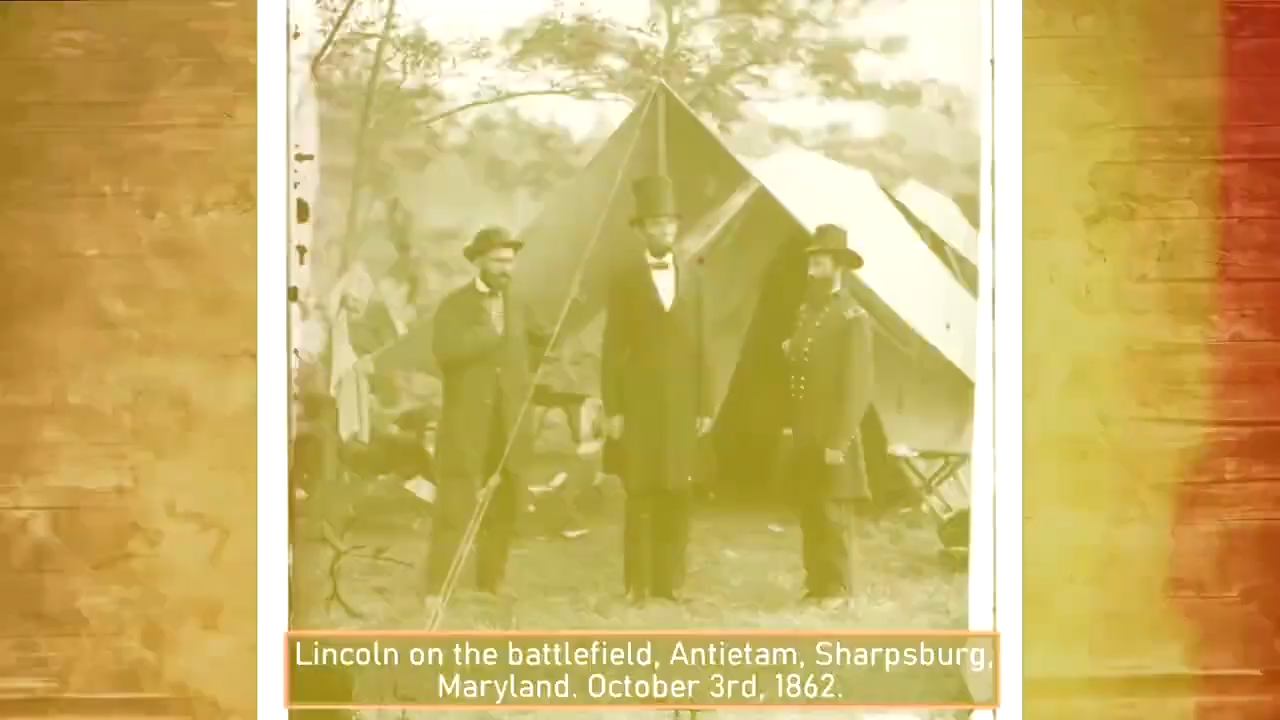 Lincoln on the battlefield, Antietam, Sharpsburg,
Maryland. October 3rd, 1862.